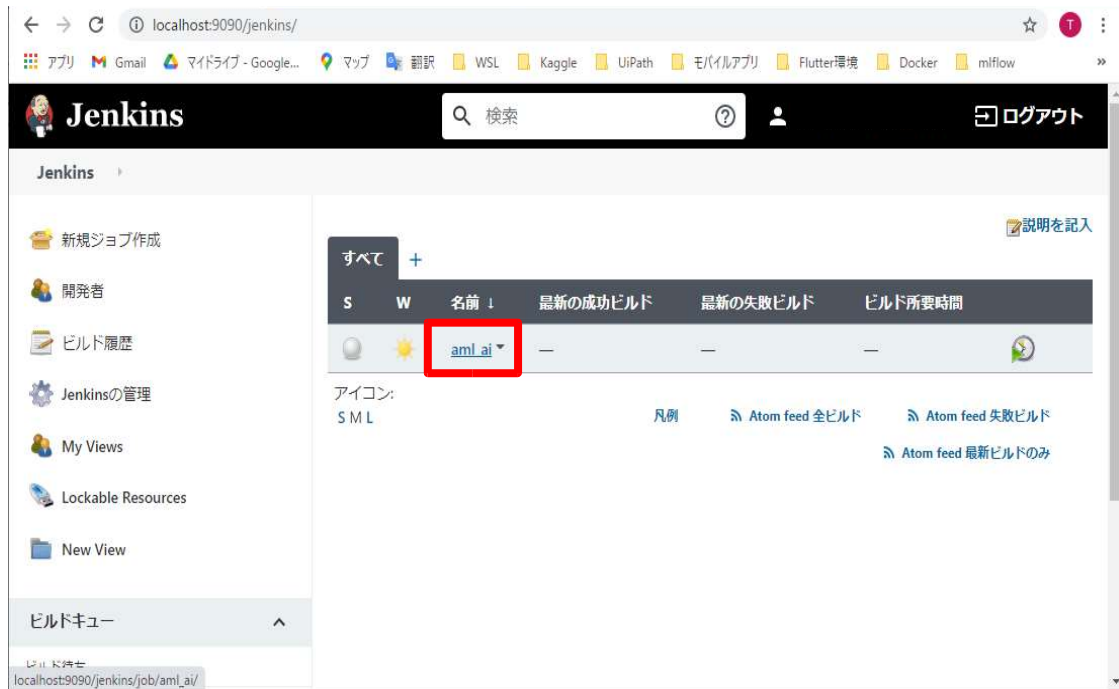 localhost:9090/jenkins/
T
アプリ Gmail マイドライブ - Google... マップ 翻訳 WSL Kaggle UiPath モバイルアプリ Flutter環境 Docker mlflow »
Jenkins 検索 ログアウト
Jenkins
説明を記入
新規ジョブ作成
開発者
ビルド履歴
Jenkinsの管理
My Views
Lockable Resources
New View
すべて +
S W 名前 ↓ 最新の成功ビルド 最新の失敗ビルド ビルド所要時間
aml_ai — — —
アイコン:
S M L 凡例 Atom feed 全ビルド Atom feed 失敗ビルド
Atom feed 最新ビルドのみ
ビルドキュー
ビルド待ち
localhost:9090/jenkins/job/aml_ai/